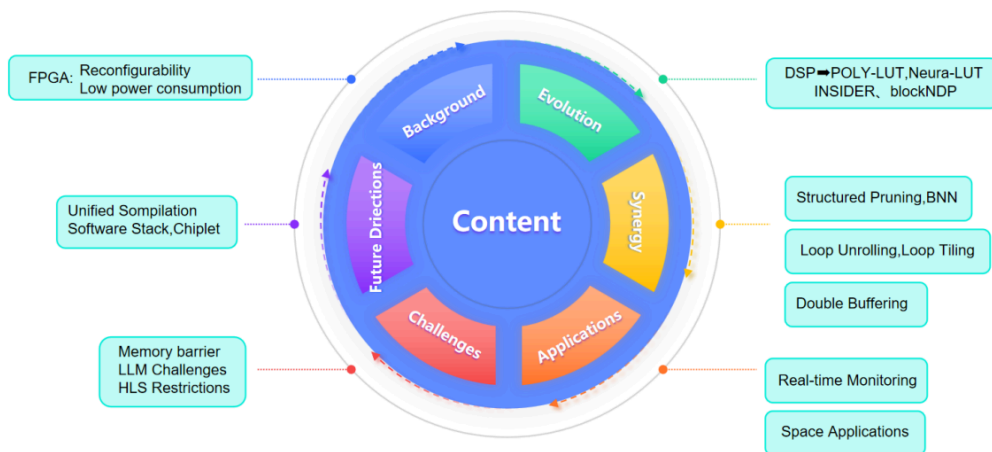 Content
Background
FPGA: Reconfigurability
Low power consumption
Evolution
DSP➡POLY-LUT,Neura-LUT
INSIDER、blockNDP
Synergy
Structured Pruning,BNN
Loop Unrolling,Loop Tiling
Double Buffering
Applications
Real-time Monitoring
Space Applications
Challenges
Memory barrier
LLM Challenges
HLS Restrictions
Future Driections
Unified Sompilation
Software Stack,Chiplet